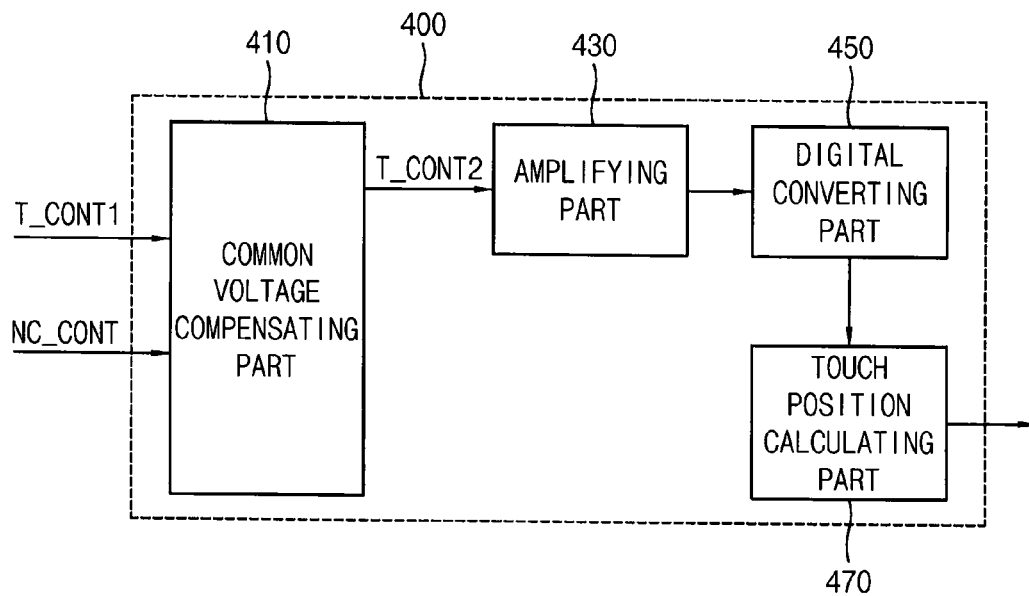 400
410
430
450
T_CONT1
NC_CONT
COMMON
VOLTAGE
COMPENSATING
PART
T_CONT2
AMPLIFYING
PART
DIGITAL
CONVERTING
PART
TOUCH
POSITION
CALCULATING
PART
470